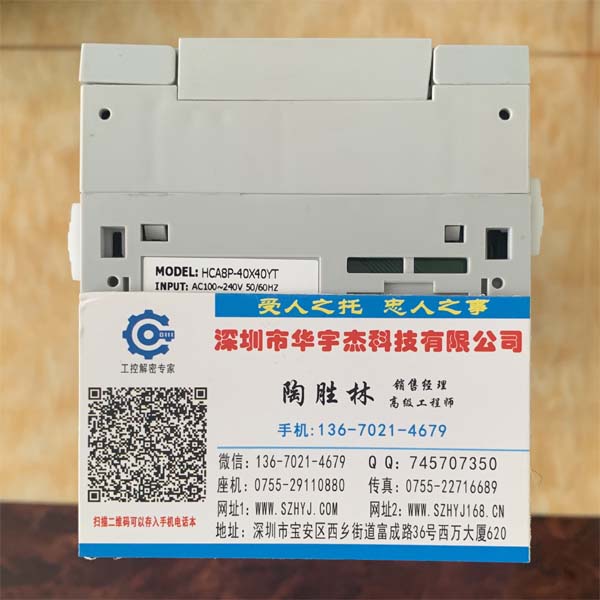 MODEL: HCA8P-40X40YT
INPUT: AC100~240V 50/60HZ
受人之托 忠人之事
深圳市华宇杰科技有限公司
工控解密专家
陶胜林 销售经理
高级工程师
手机:136-7021-4679
微信:136-7021-4679 QQ:745707350
座机:0755-29110880 传真:0755-22716689
网址1:WWW.SZHYJ.COM 网址2:WWW.SZHYJ168.CN
地址:深圳市宝安区西乡街道富成路36号西万大厦620
扫描二维码可以存入手机电话本